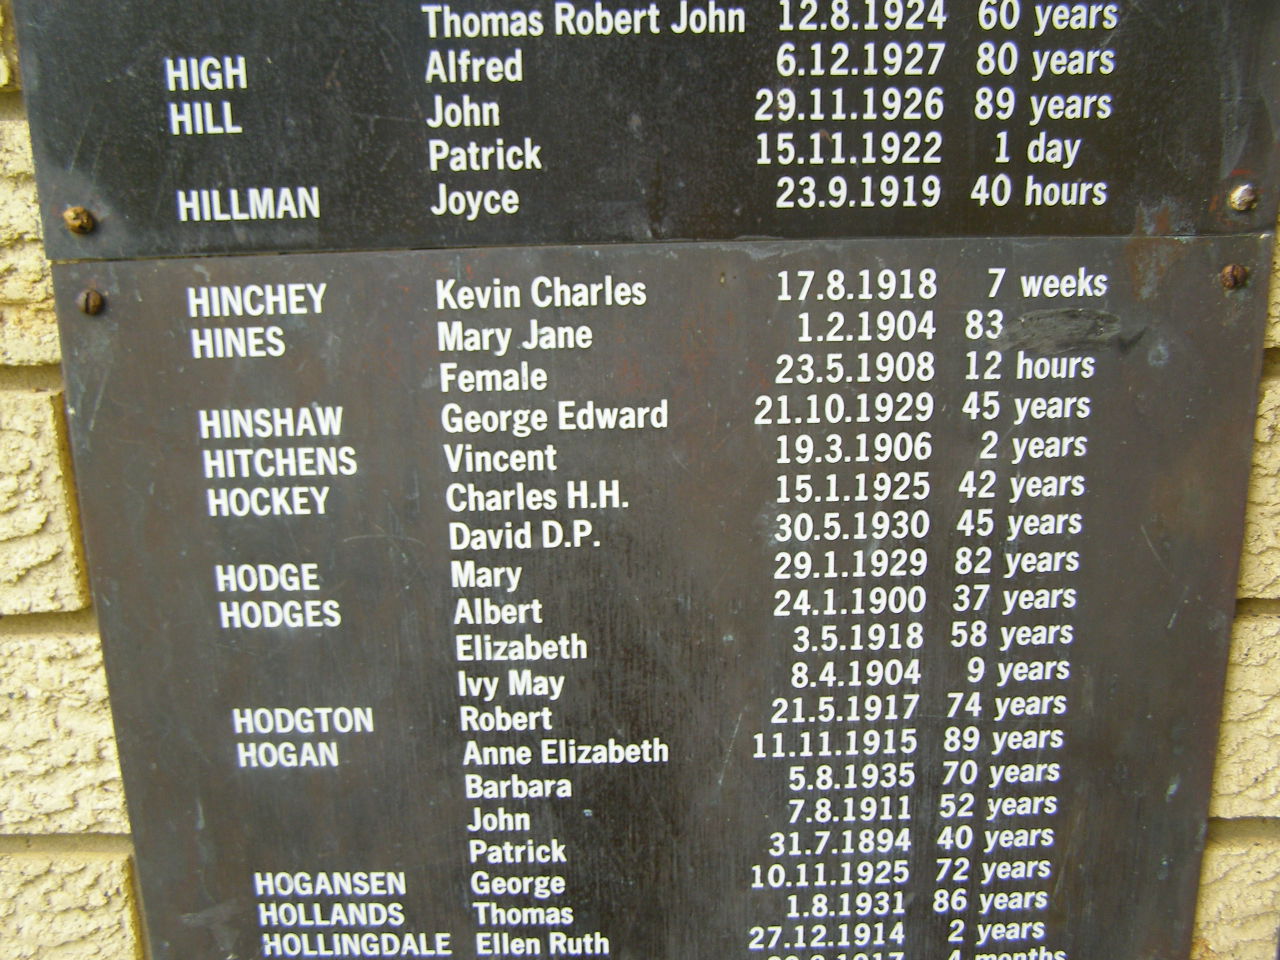 Thomas Robert John 12.8.1924 60 years
HIGH Alfred 6.12.1927 80 years
HILL John 29.11.1926 89 years
Patrick 15.11.1922 1 day
HILLMAN Joyce 23.9.1919 40 hours
HINCHEY Kevin Charles 17.8.1918 7 weeks
HINES Mary Jane 1.2.1904 83
Female 23.5.1908 12 hours
HINSHAW George Edward 21.10.1929 45 years
HITCHENS Vincent 19.3.1906 2 years
HOCKEY Charles H.H. 15.1.1925 42 years
David D.P. 30.5.1930 45 years
HODGE Mary 29.1.1929 82 years
HODGES Albert 24.1.1900 37 years
Elizabeth 3.5.1918 58 years
Ivy May 8.4.1904 9 years
HODGTON Robert 21.5.1917 74 years
HOGAN Anne Elizabeth 11.11.1915 89 years
Barbara 5.8.1935 70 years
John 7.8.1911 52 years
Patrick 31.7.1894 40 years
HOGANSEN George 10.11.1925 72 years
HOLLANDS Thomas 1.8.1931 86 years
HOLLINGDALE Ellen Ruth 27.12.1914 2 years
4 months